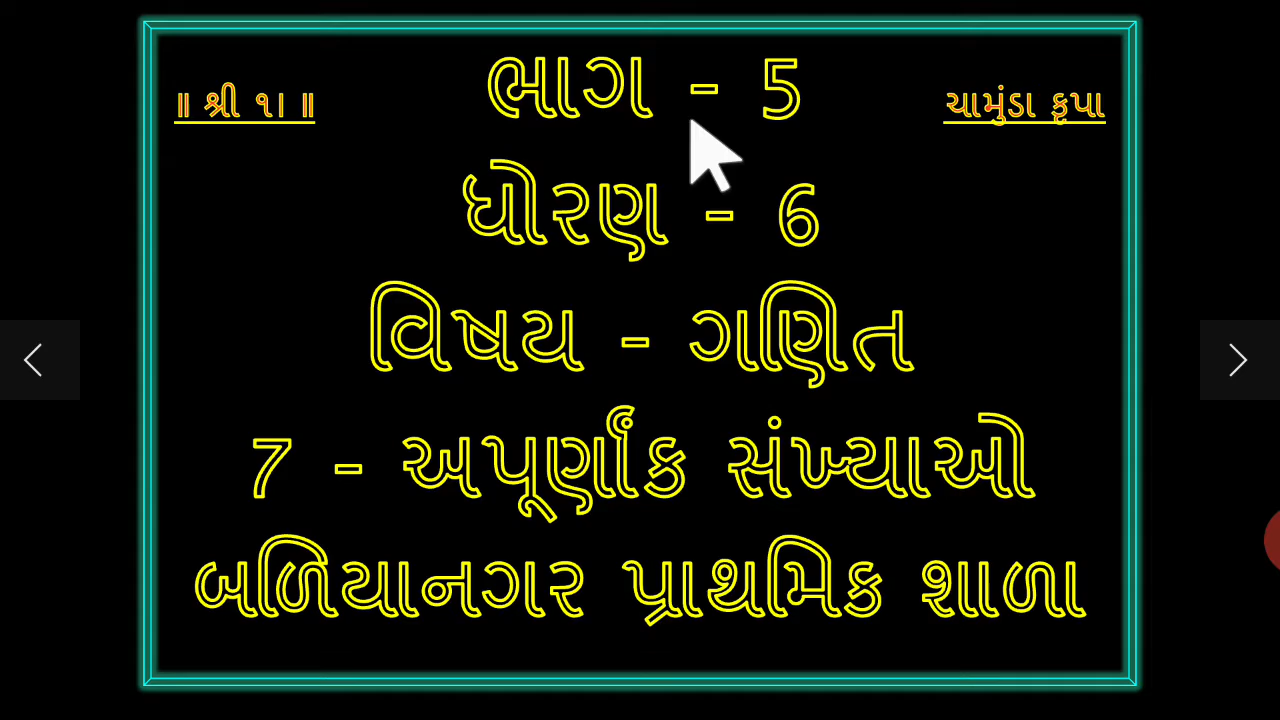 ॥ શ્રી ૧। ॥
ભાગ - 5
ચામુંડા કૃપા
ધોરણ - 6
વિષય - ગણિત
7 - અપૂર્ણાંક સંખ્યાઓ
બળિયાનગર પ્રાથમિક શાળા